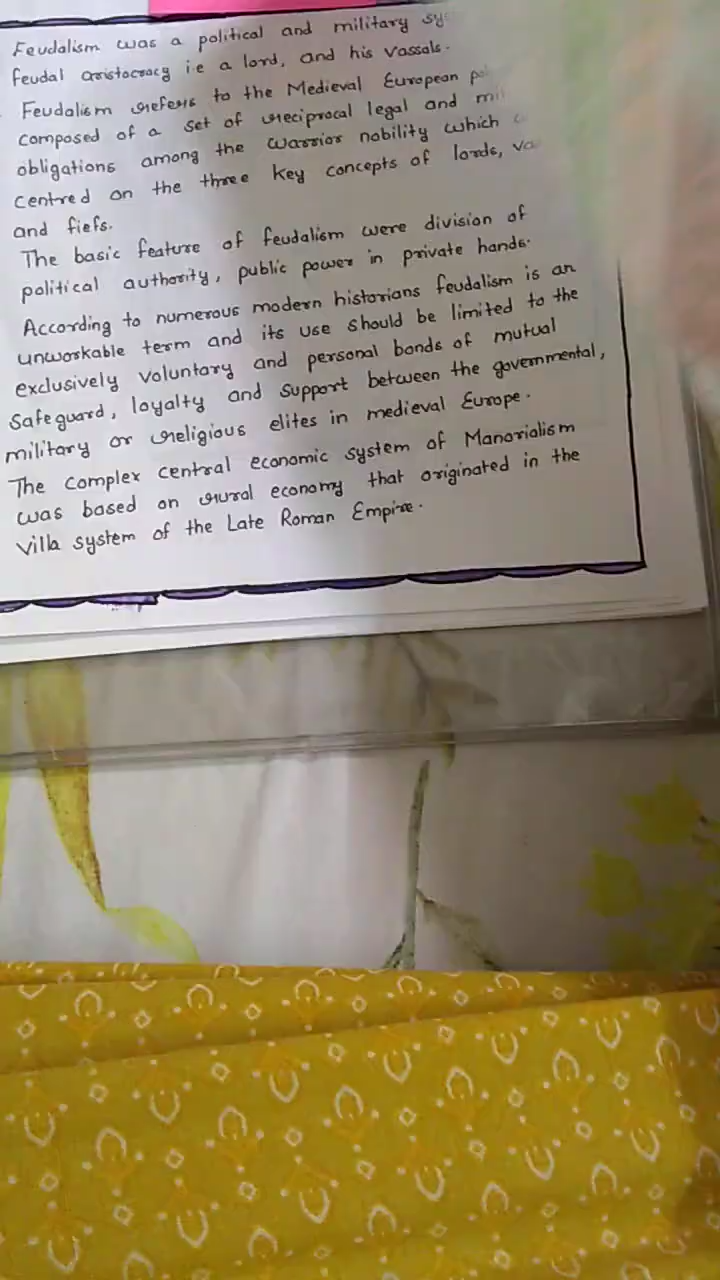 Feudalism was a political and military
feudal aristocracy i.e a lord, and his vassals.
Feudalism refers to the Medieval European
composed of a set of reciprocal legal and
obligations among the warrior nobility which
centred on the three key concepts of lords,
and fiefs.
The basic feature of feudalism were division of
political authority, public power in private hands.
According to numerous modern historians feudalism is an
unworkable term and its use should be limited to the
exclusively voluntary and personal bonds of mutual
safeguard, loyalty and support between the governmental,
military or religious elites in medieval Europe.
The complex central economic system of Manorialism
was based on rural economy that originated in the
villa system of the Late Roman Empire.